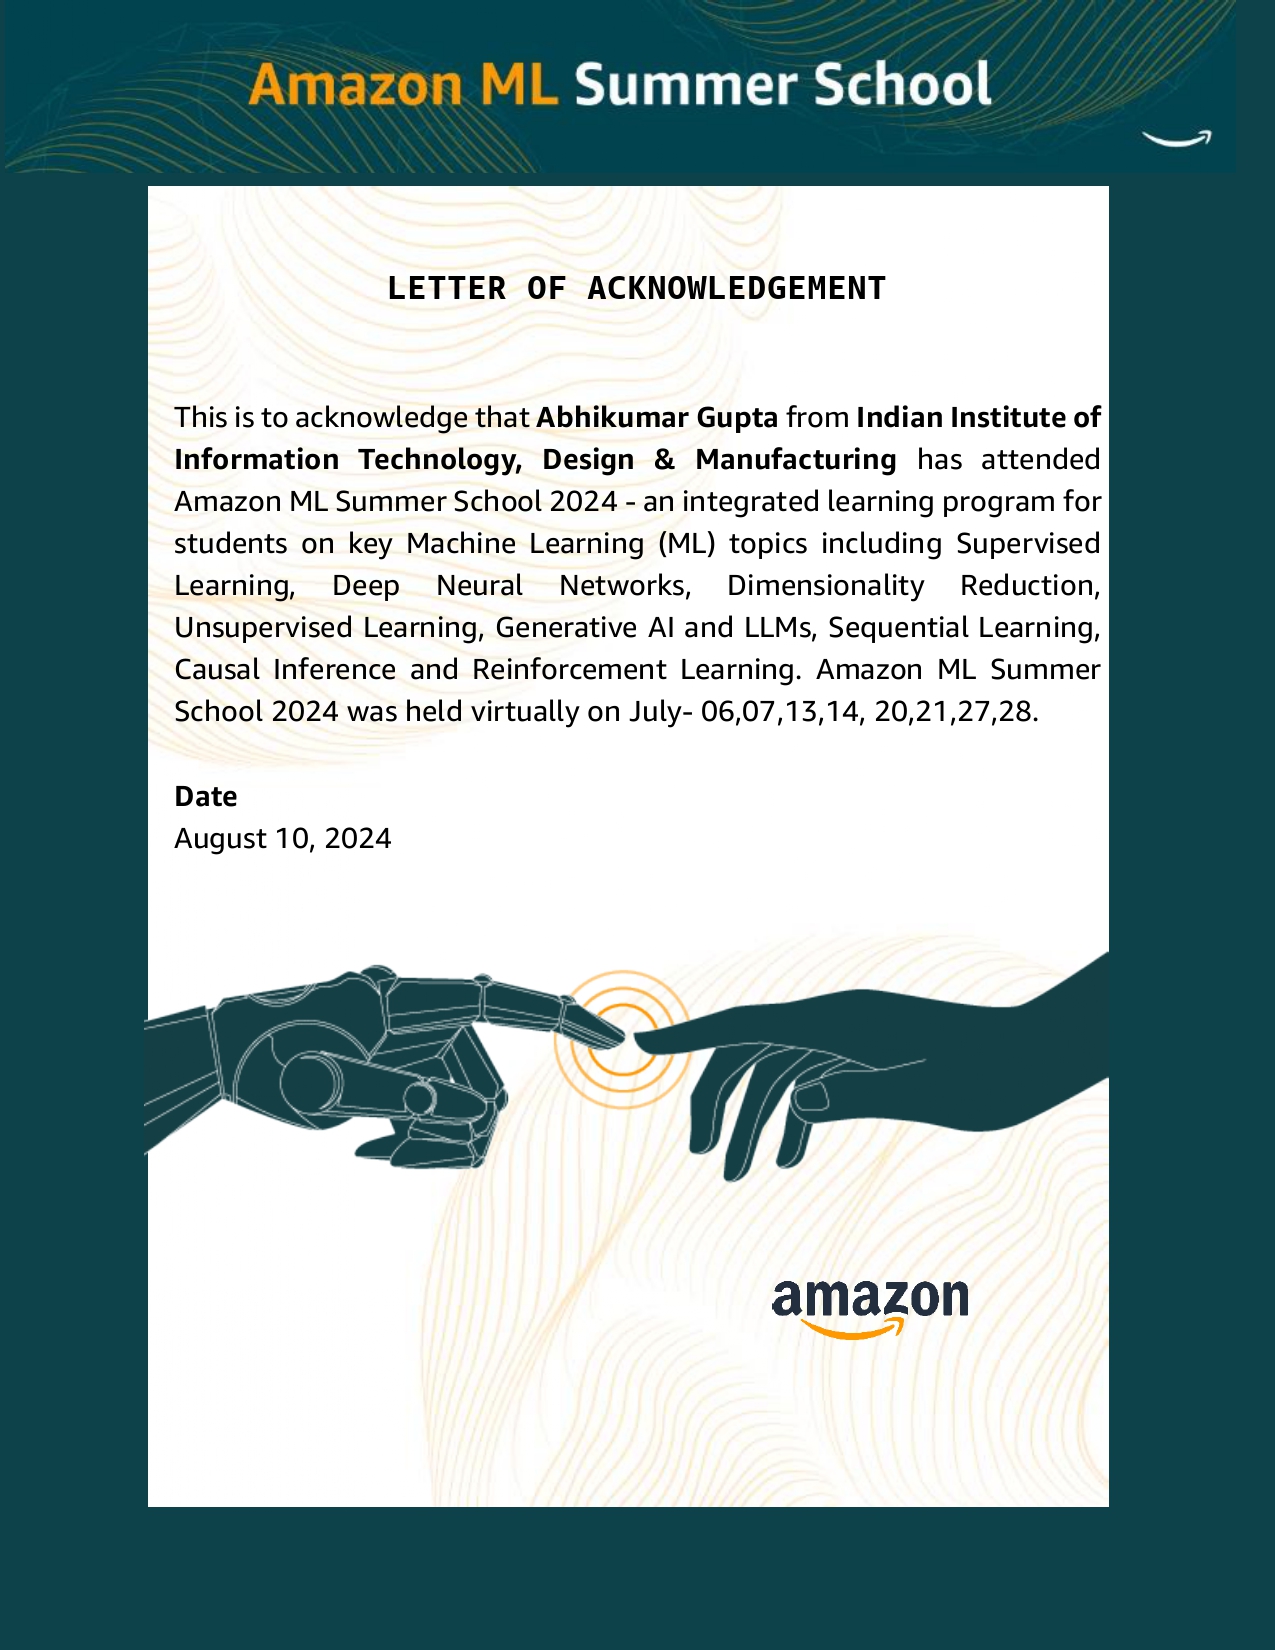 Amazon ML Summer School
LETTER OF ACKNOWLEDGEMENT
This is to acknowledge that Abhikumar Gupta from Indian Institute of
Information Technology, Design & Manufacturing has attended
Amazon ML Summer School 2024 - an integrated learning program for
students on key Machine Learning (ML) topics including Supervised
Learning, Deep Neural Networks, Dimensionality Reduction,
Unsupervised Learning, Generative AI and LLMs, Sequential Learning,
Causal Inference and Reinforcement Learning. Amazon ML Summer
School 2024 was held virtually on July- 06,07,13,14, 20,21,27,28.
Date
August 10, 2024
amazon